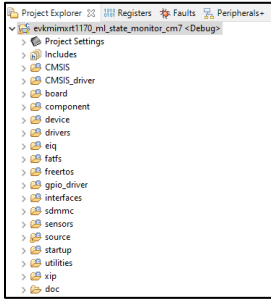 Project Explorer Registers Faults Peripherals+
evkmimxrt1170_ml_state_monitor_cm7 <Debug>
Project Settings
Includes
CMSIS
CMSIS_driver
board
component
device
drivers
eiq
fatfs
freertos
gpio_driver
interfaces
sdmmc
sensors
source
startup
utilities
xip
doc